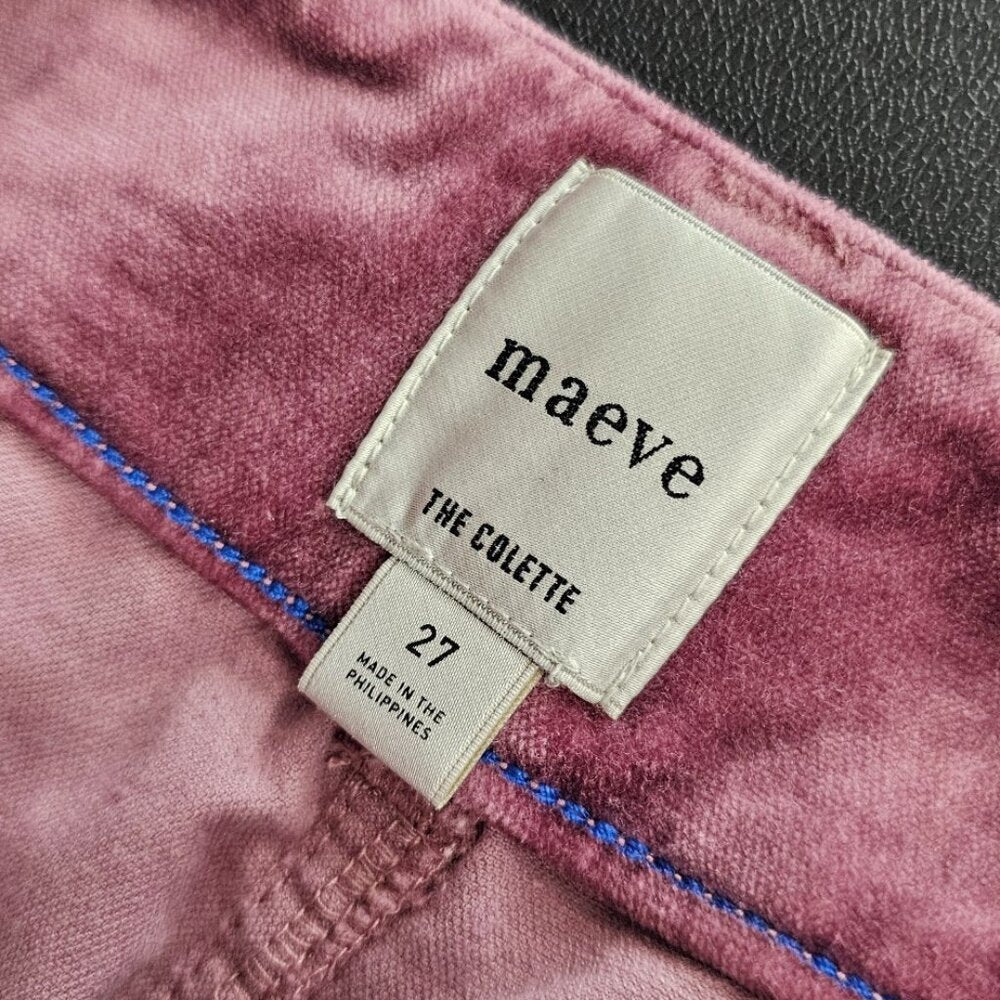 maeve
THE COLETTE
27
MADE IN THE
PHILIPPINES